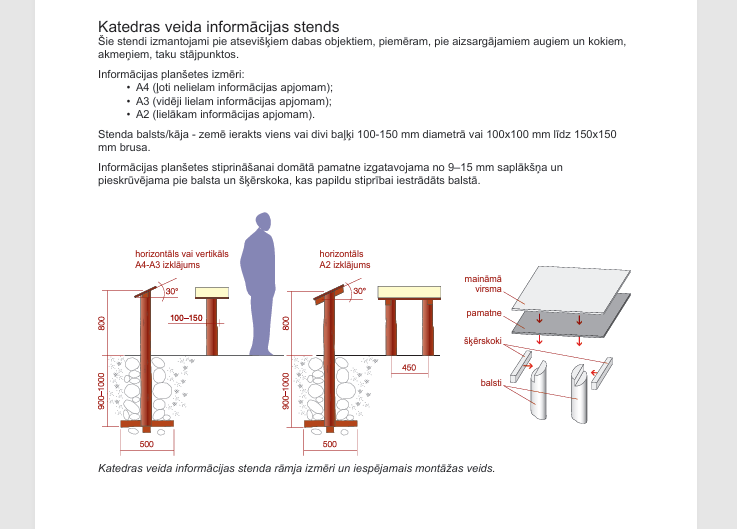 Katedras veida informācijas stends
Šie stendi izmantojami pie atsevišķiem dabas objektiem, piemēram, pie aizsargājamiem augiem un kokiem,
akmeņiem, taku stājpunktos.
Informācijas planšetes izmēri:
• A4 (ļoti nelielam informācijas apjomam);
• A3 (vidēji lielam informācijas apjomam);
• A2 (lielākam informācijas apjomam).
Stenda balsts/kāja - zemē ierakts viens vai divi baļķi 100-150 mm diametrā vai 100x100 mm līdz 150x150
mm brusa.
Informācijas planšetes stiprināšanai domātā pamatne izgatavojama no 9–15 mm saplākšņa un
pieskrūvējama pie balsta un šķērskoka, kas papildu stiprībai iestrādāts balstā.
horizontāls vai vertikāls
A4-A3 izklājums
30°
100–150
800
900–1000
500
horizontāls
A2 izklājums
30°
800
900–1000
500
450
maināmā
virsma
pamatne
šķērskoki
balsti
Katedras veida informācijas stenda rāmja izmēri un iespējamais montāžas veids.